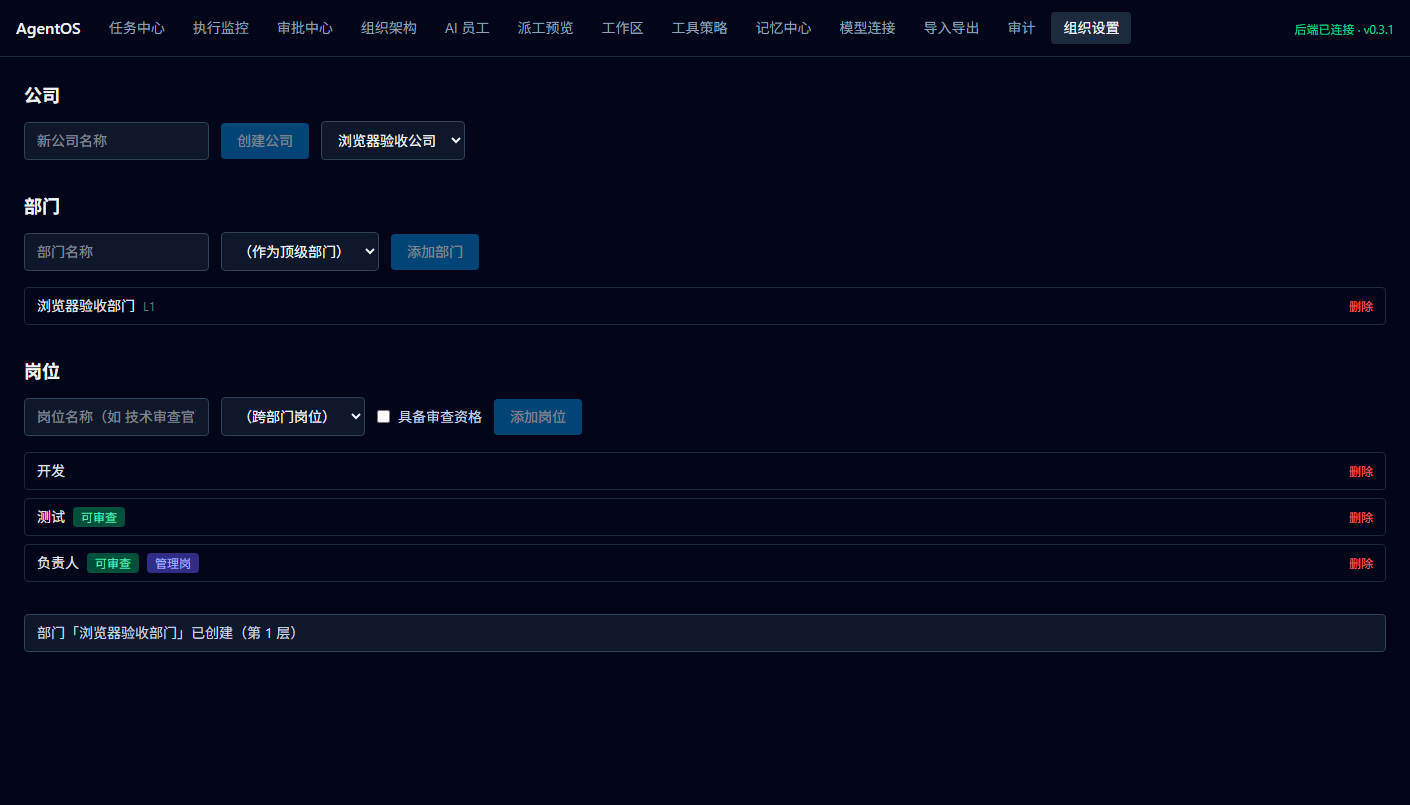 AgentOS 任务中心 执行监控 审批中心 组织架构 AI 员工 派工预览 工作区 工具策略 记忆中心 模型连接 导入导出 审计 组织设置 后端已连接 · v0.3.1
公司
新公司名称 创建公司 浏览器验收公司
部门
部门名称 （作为顶级部门） 添加部门
浏览器验收部门 L1 删除
岗位
岗位名称（如 技术审查官 （跨部门岗位） 具备审查资格 添加岗位
开发 删除
测试 可审查 删除
负责人 可审查 管理岗 删除
部门「浏览器验收部门」已创建（第 1 层）